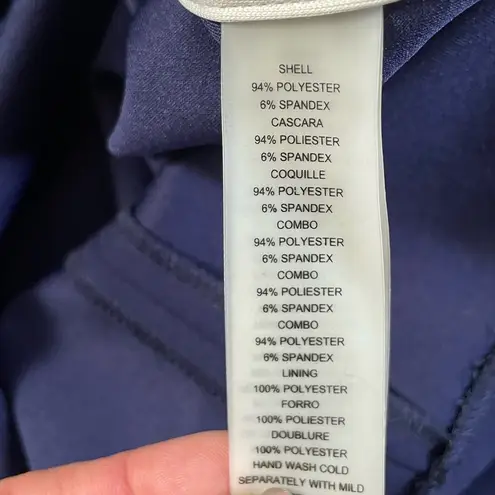 SHELL
94% POLYESTER
6% SPANDEX
CASCARA
94% POLIESTER
6% SPANDEX
COQUILLE
94% POLYESTER
6% SPANDEX
COMBO
94% POLYESTER
6% SPANDEX
COMBO
94% POLIESTER
6% SPANDEX
COMBO
94% POLYESTER
6% SPANDEX
LINING
100% POLYESTER
FORRO
100% POLIESTER
DOUBLURE
100% POLYESTER
HAND WASH COLD
SEPARATELY WITH MILD